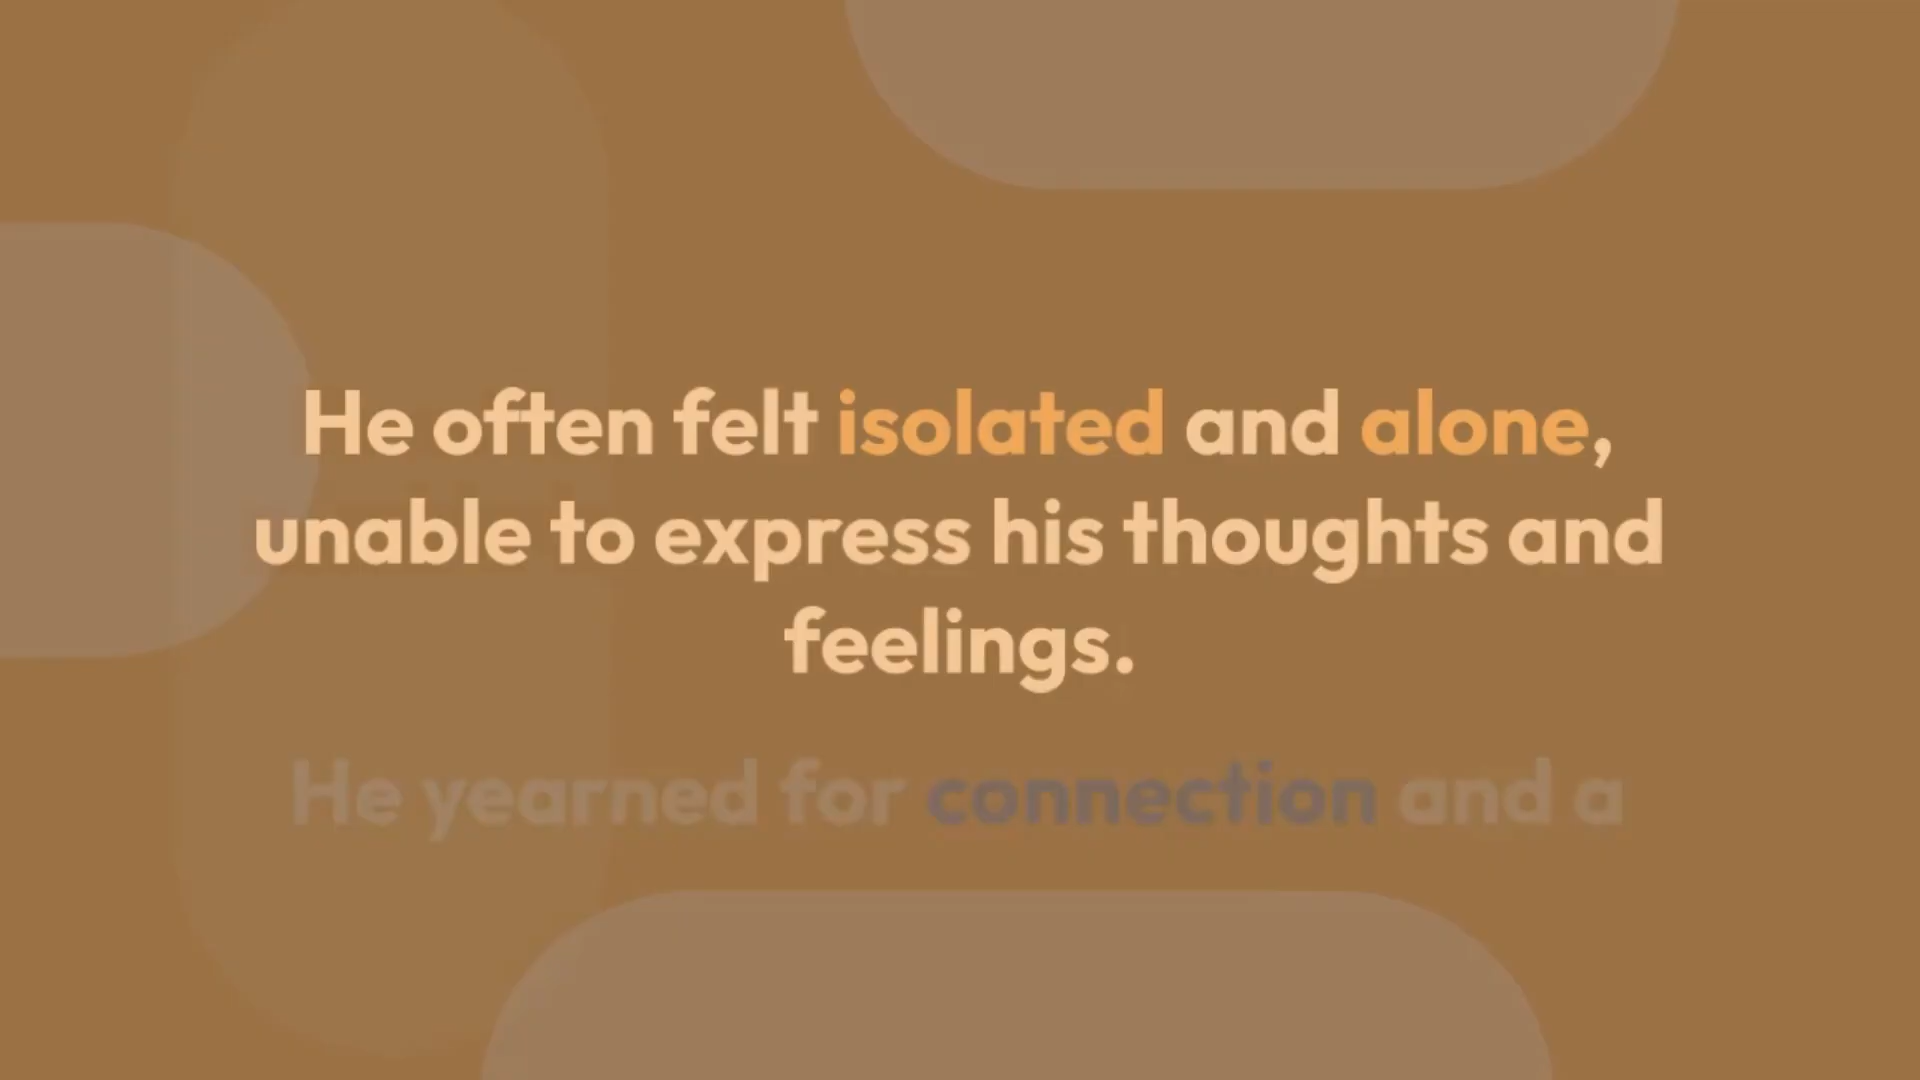 He often felt isolated and alone,
unable to express his thoughts and
feelings.
He yearned for connection and a